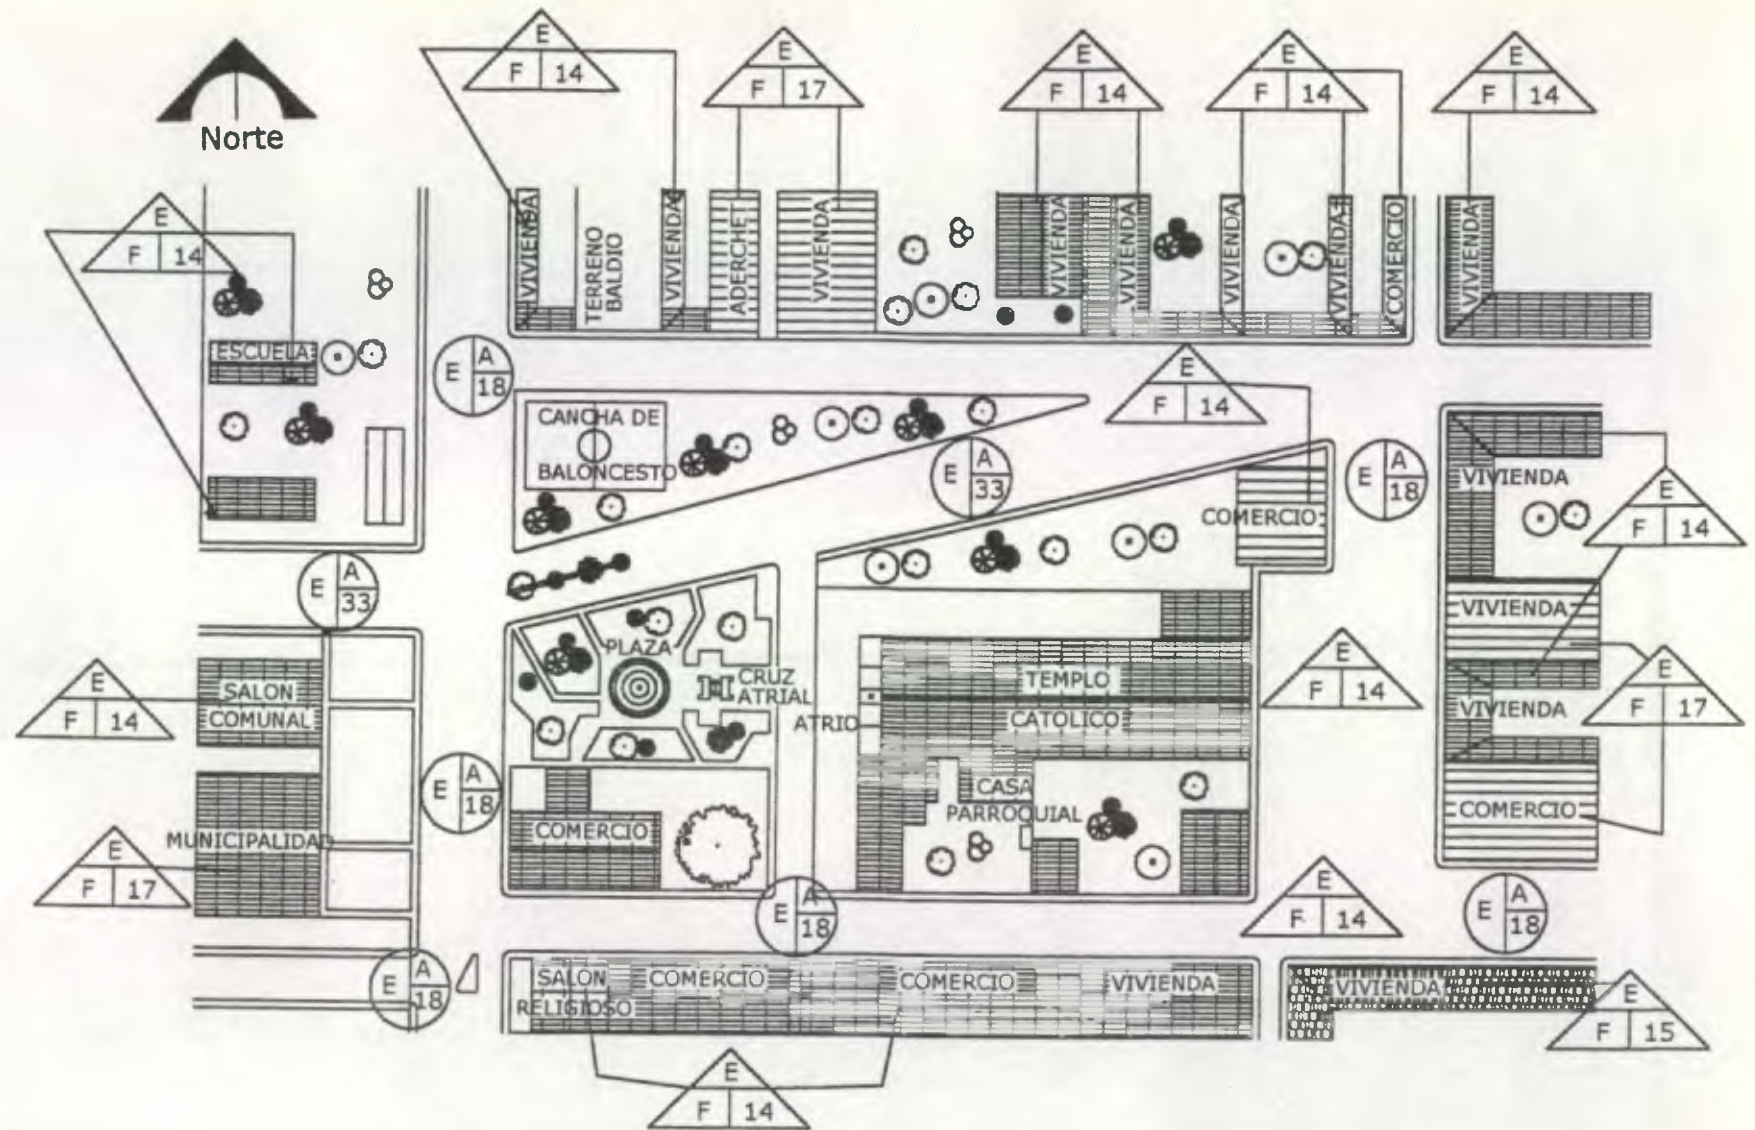 Norte
E
F 14
E
F 17
E
F 14
E
F 14
E
F 14
E
F 14
VIVIENDA
TERRENO
BALDIO
VIVIENDA
ADERCHET
VIVIENDA
VIVIENDA
VIVIENDA
VIVIENDA
VIVIENDA
COMERCIO
VIVIENDA
ESCUELA
E A
18
E
F 14
CANCHA DE
BALONCESTO
E A
33
COMERCIO
E A
18
VIVIENDA
E
F 14
E A
33
VIVIENDA
PLAZA
CRUZ
ATRIAL
ATRIO
TEMPLO
CATOLICO
E
F 14
VIVIENDA
E
F 17
SALON
COMUNAL
E
F 14
E A
18
CASA
PARROQUIAL
COMERCIO
COMERCIO
MUNICIPALIDAD
E
F 17
E A
18
E
F 14
E A
18
E A
18
SALON
RELIGIOSO
COMERCIO
COMERCIO
VIVIENDA
VIVIENDA
E
F 15
E
F 14